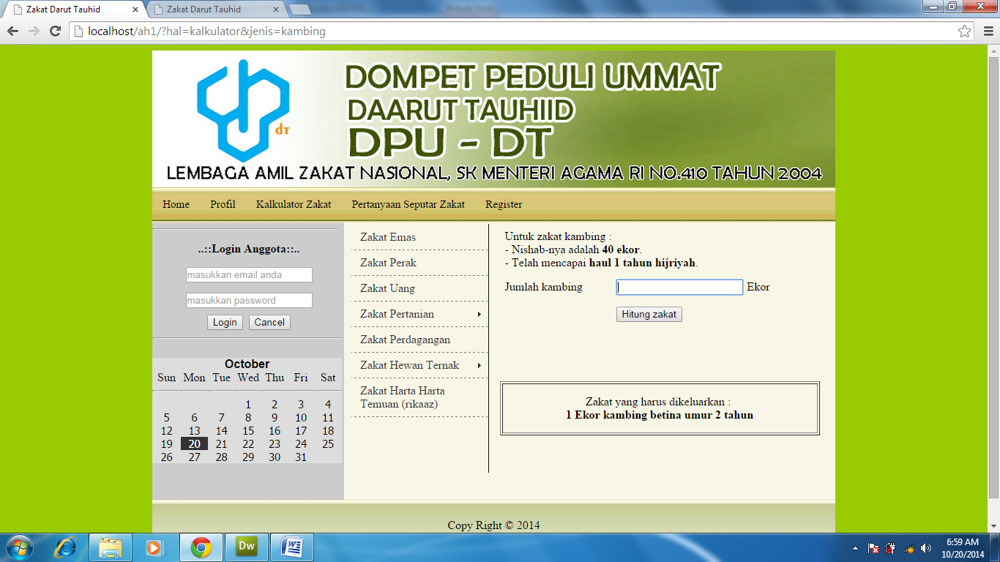 Zakat Darut Tauhid
Zakat Darut Tauhid
localhost/ah1/?hal=kalkulator&jenis=kambing
DOMPET PEDULI UMMAT
DAARUT TAUHIID
DPU - DT
dt
LEMBAGA AMIL ZAKAT NASIONAL, SK MENTERI AGAMA RI NO.410 TAHUN 2004
Home Profil Kalkulator Zakat Pertanyaan Seputar Zakat Register
..::Login Anggota::..
masukkan email anda
masukkan password
Login Cancel
October
Sun Mon Tue Wed Thu Fri Sat
1 2 3 4
5 6 7 8 9 10 11
12 13 14 15 16 17 18
19 20 21 22 23 24 25
26 27 28 29 30 31
Zakat Emas
Zakat Perak
Zakat Uang
Zakat Pertanian
Zakat Perdagangan
Zakat Hewan Ternak
Zakat Harta Harta
Temuan (rikaaz)
Untuk zakat kambing :
- Nishab-nya adalah 40 ekor.
- Telah mencapai haul 1 tahun hijriyah.
Jumlah kambing Ekor
Hitung zakat
Zakat yang harus dikeluarkan :
1 Ekor kambing betina umur 2 tahun
Copy Right © 2014
Dw
6:59 AM
10/20/2014